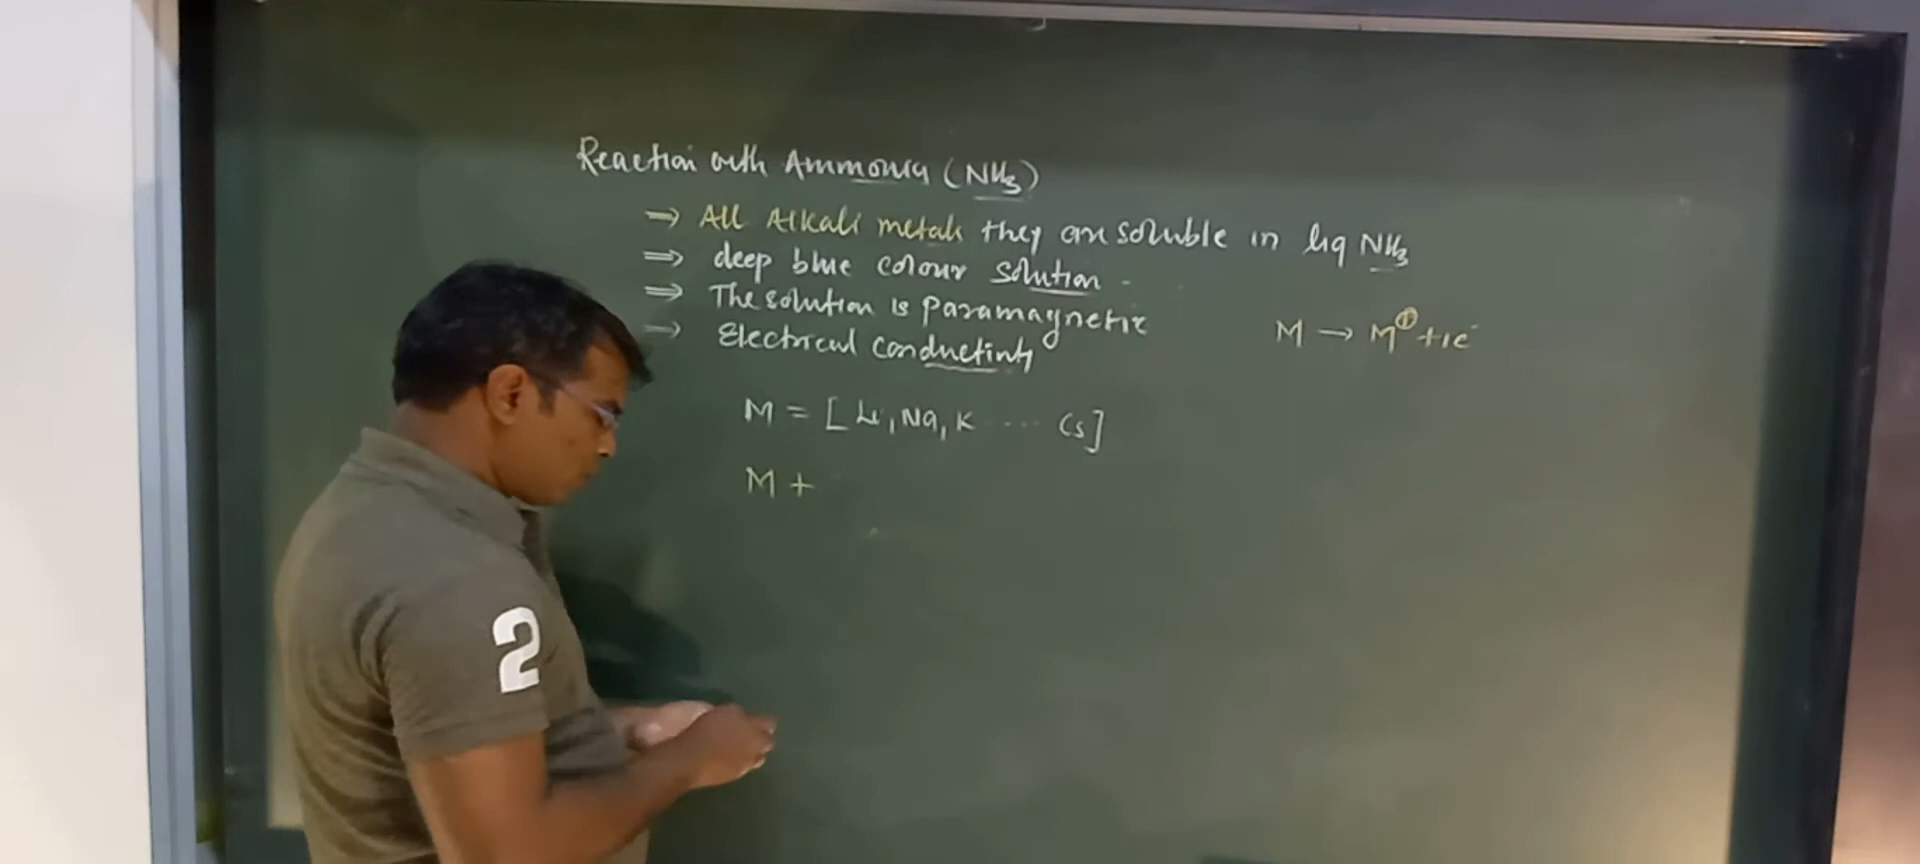 Reaction with Ammonia (NH3)
⇒ All Alkali metals they are soluble in liq NH3
⇒ deep blue colour solution -
⇒ The solution is Paramagnetic
⇒ Electrical conductivity
M → M⊕ + 1e⁻
M = [Li, Na, K .... Cs]
M +
2